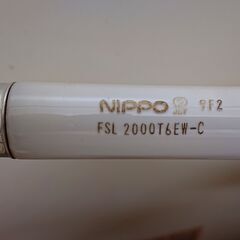 NIPPO 9F2
FSL 2000T6EW-C